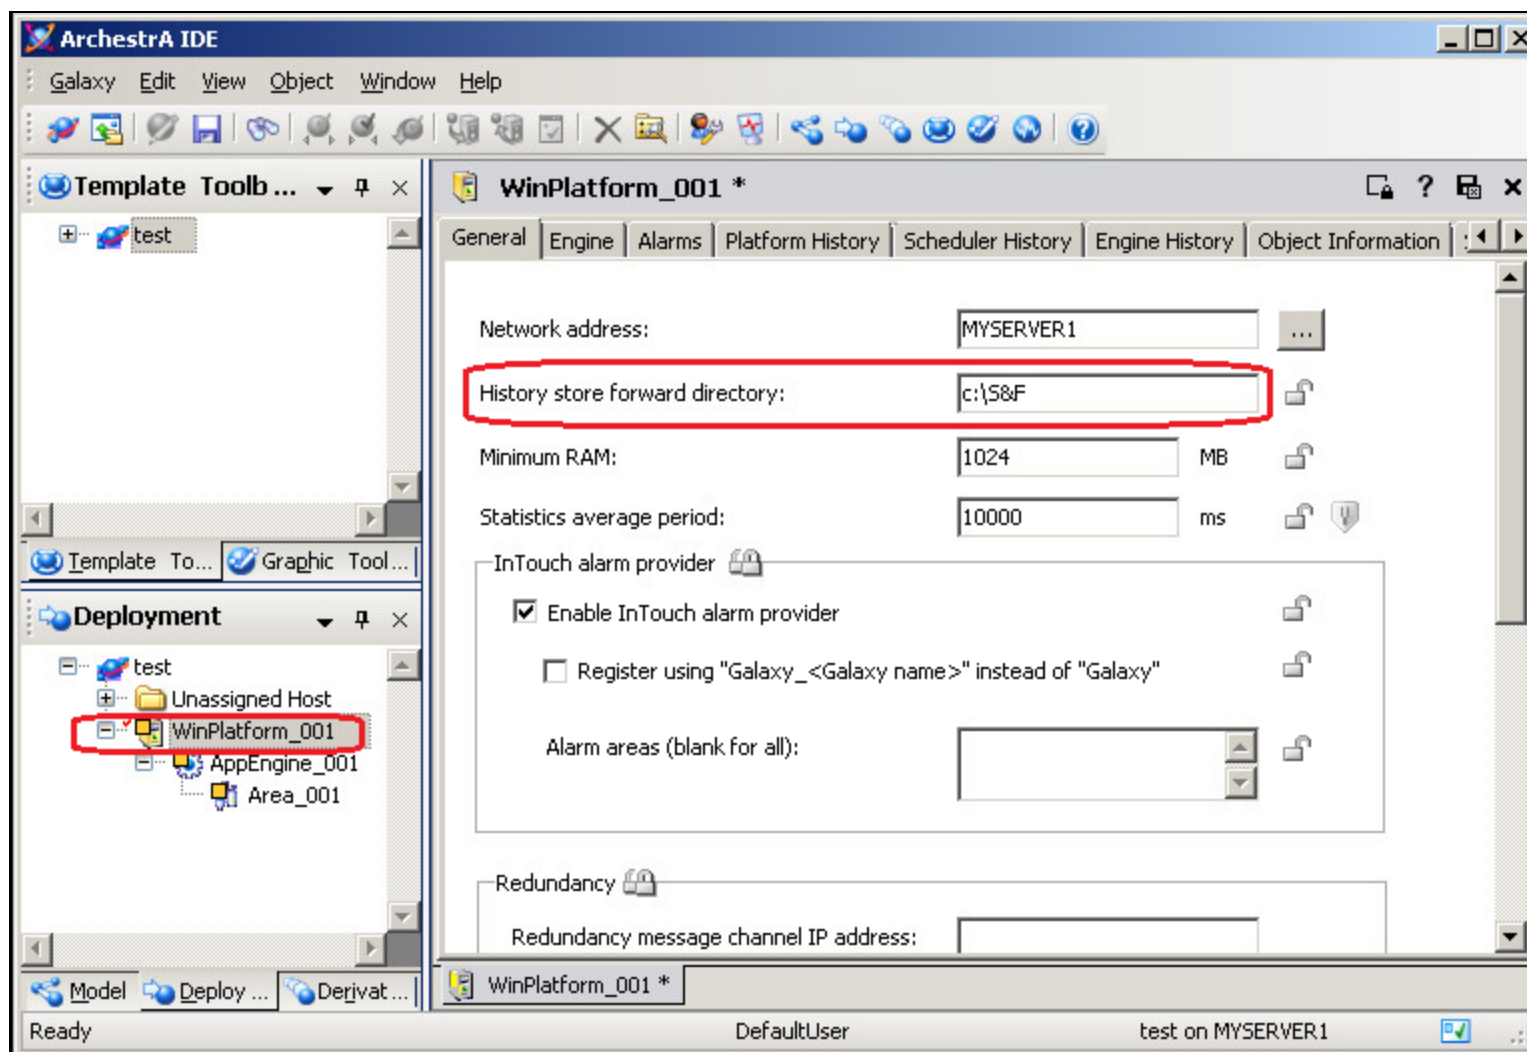 ArchestrA IDE
Galaxy Edit View Object Window Help
Template Toolb...
test
Template To... Graphic Tool...
Deployment
test
Unassigned Host
WinPlatform_001
AppEngine_001
Area_001
Model Deploy ... Derivat...
WinPlatform_001 *
General Engine Alarms Platform History Scheduler History Engine History Object Information
Network address: MYSERVER1 ...
History store forward directory: c:\S&F
Minimum RAM: 1024 MB
Statistics average period: 10000 ms
InTouch alarm provider
Enable InTouch alarm provider
Register using "Galaxy_<Galaxy name>" instead of "Galaxy"
Alarm areas (blank for all):
Redundancy
Redundancy message channel IP address:
WinPlatform_001 *
Ready DefaultUser test on MYSERVER1